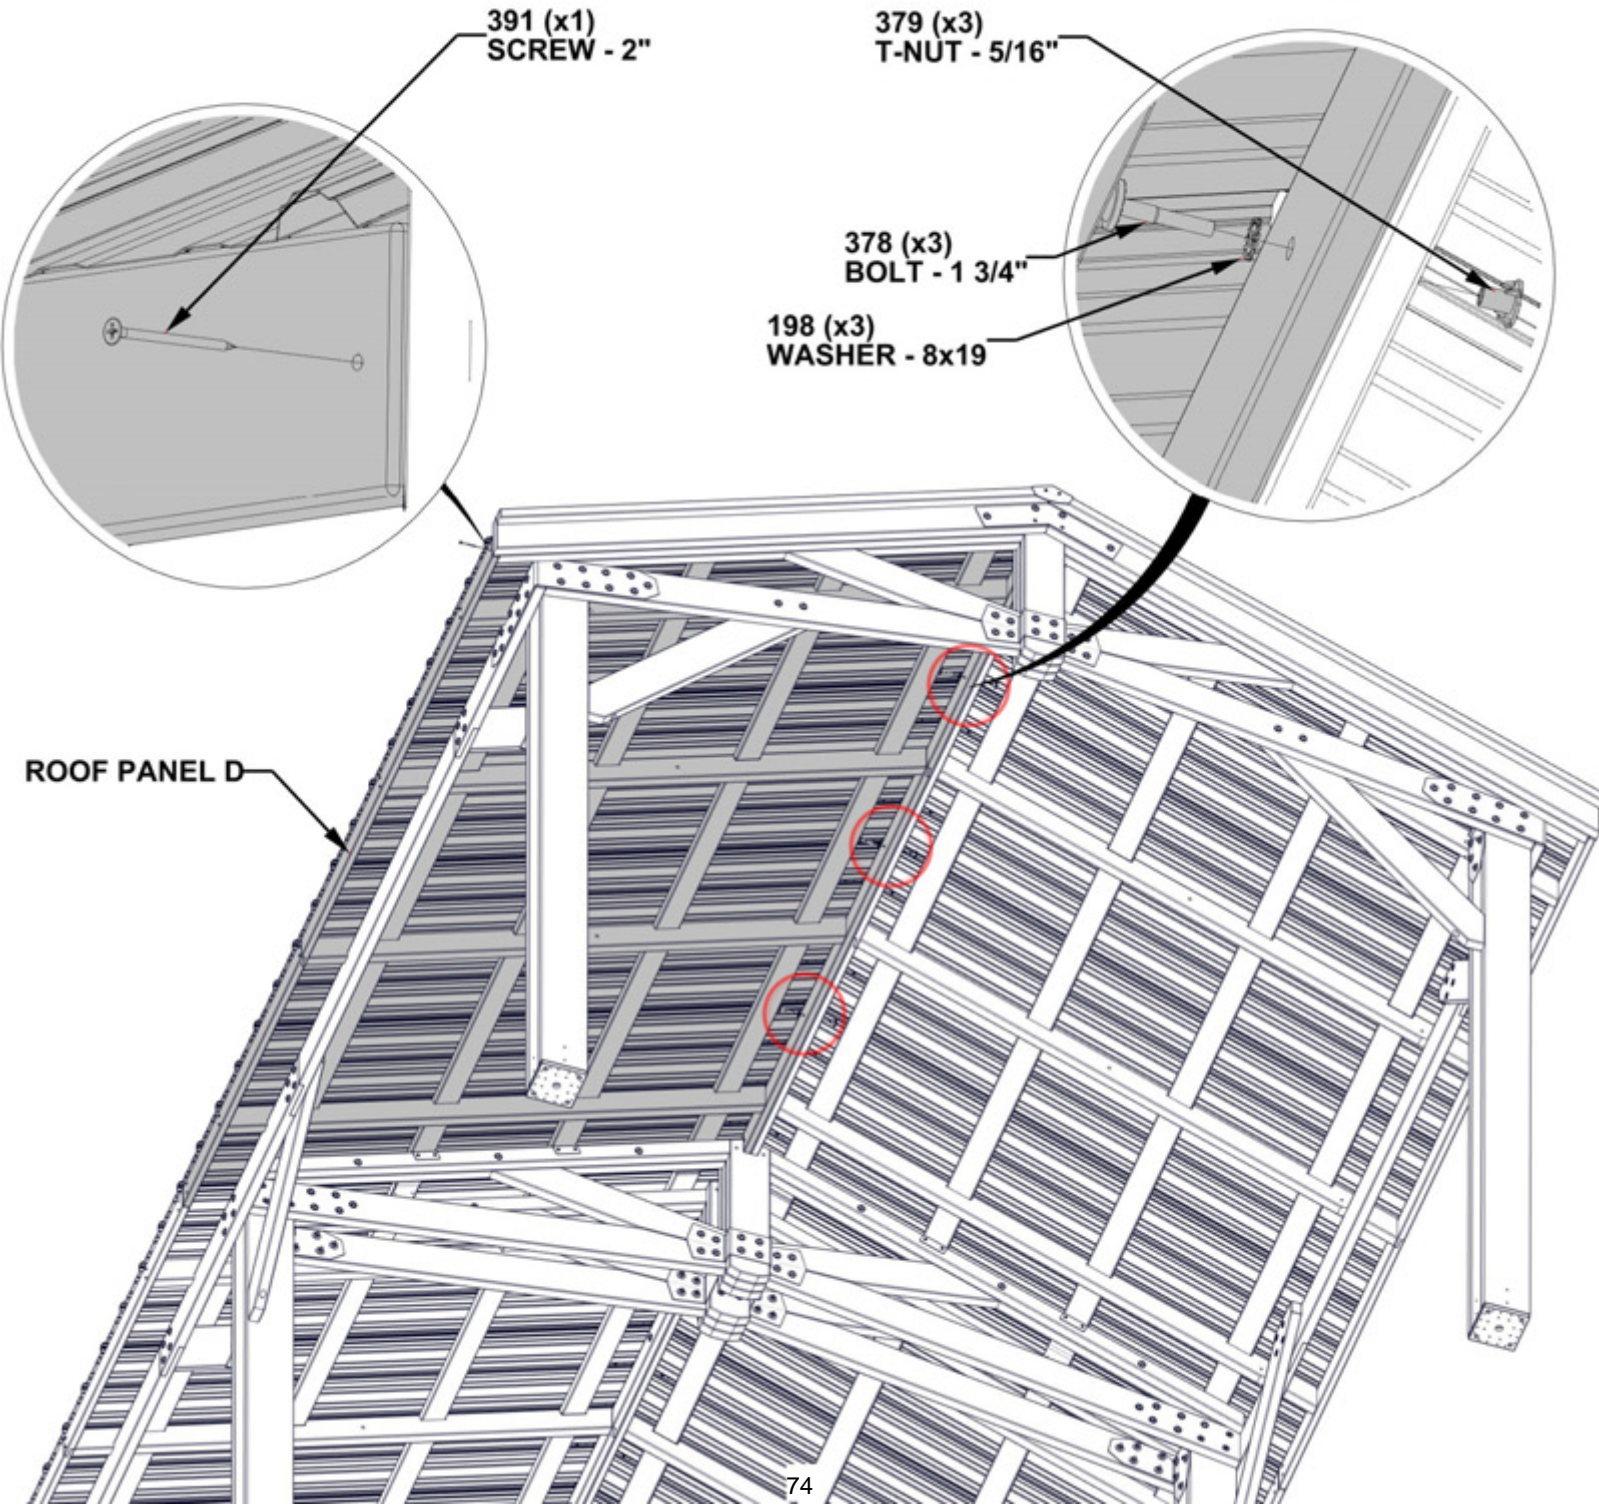 391 (x1)
SCREW - 2"
379 (x3)
T-NUT - 5/16"
378 (x3)
BOLT - 1 3/4"
198 (x3)
WASHER - 8x19
ROOF PANEL D
74